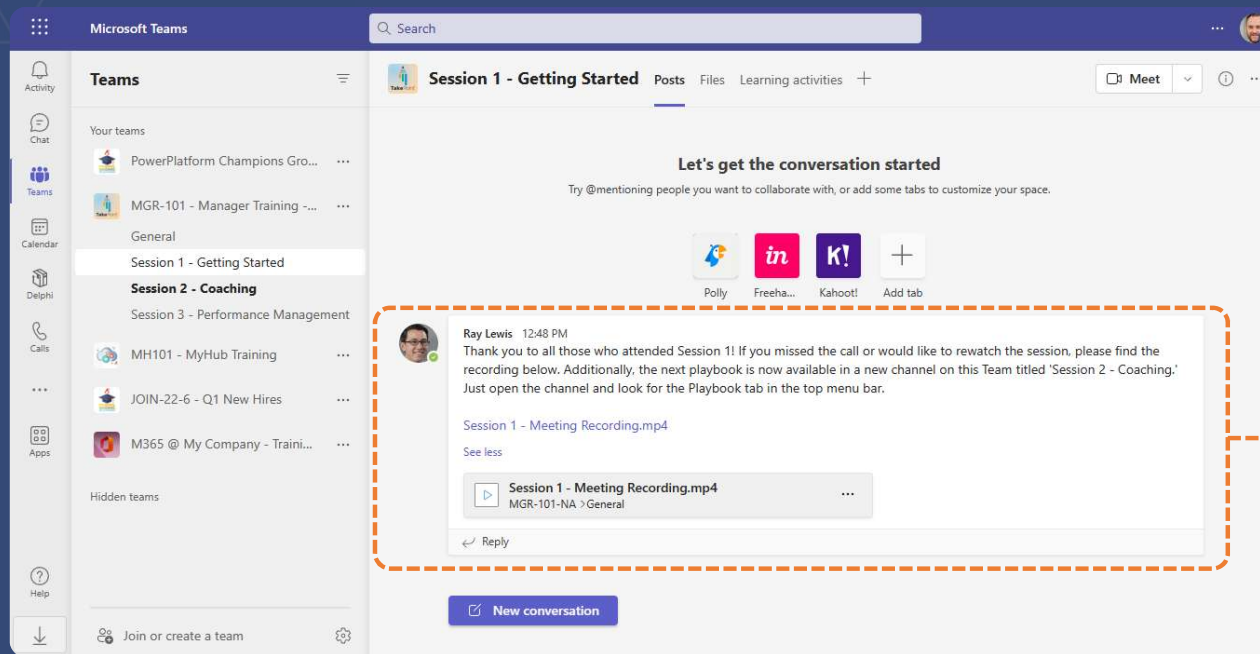 Microsoft Teams
Search
Activity
Chat
Teams
Calendar
Delphi
Calls
Apps
Help
Teams
Your teams
PowerPlatform Champions Gro...
MGR-101 - Manager Training -...
General
Session 1 - Getting Started
Session 2 - Coaching
Session 3 - Performance Management
MH101 - MyHub Training
JOIN-22-6 - Q1 New Hires
M365 @ My Company - Traini...
Hidden teams
Join or create a team
Session 1 - Getting Started Posts Files Learning activities
Meet
Let's get the conversation started
Try @mentioning people you want to collaborate with, or add some tabs to customize your space.
in K!
Polly Freeha... Kahoot! Add tab
Ray Lewis 12:48 PM
Thank you to all those who attended Session 1! If you missed the call or would like to rewatch the session, please find the
recording below. Additionally, the next playbook is now available in a new channel on this Team titled 'Session 2 - Coaching.'
Just open the channel and look for the Playbook tab in the top menu bar.
Session 1 - Meeting Recording.mp4
See less
Session 1 - Meeting Recording.mp4
MGR-101-NA >General
Reply
New conversation